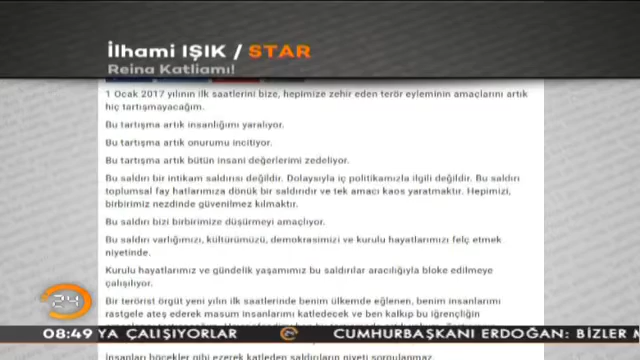 İlhami IŞIK / STAR
Reina Katliamı!
1 Ocak 2017 yılının ilk saatlerini bize, hepimize zehir eden terör eyleminin amaçlarını artık
hiç tartışmayacağım.
Bu tartışma artık insanlığımı yaralıyor.
Bu tartışma artık onurumu incitiyor.
Bu tartışma artık bütün insani değerlerimi zedeliyor.
Bu saldırı bir intikam saldırısı değildir. Dolaysıyla iç politikamızla ilgili değildir. Bu saldırı
toplumsal fay hatlarımıza dönük bir saldırıdır ve tek amacı kaos yaratmaktır. Hepimizi,
birbirmiz nezdinde güvenilmez kılmaktır.
Bu saldırı bizi birbirimize düşürmeyi amaçlıyor.
Bu saldırı varlığımızı, kültürümüzü, demokrasimizi ve kurulu hayatlarımızı felç etmek
niyetinde.
Kurulu hayatlarımız ve gündelik yaşamımız bu saldırılar aracılığıyla bloke edilmeye
çalışılıyor.
Bir terörist örgüt yeni yılın ilk saatlerinde benim ülkemde eğlenen, benim insanlarımı
rastgele ateş ederek masum insanlarımı katledecek ve ben kalkıp bu iğrençliğin
24
08:49 YA ÇALIŞIYORLAR CUMHURBAŞKANI ERDOĞAN: BİZLER M
İnsanları böcekler gibi ezerek katleden saldırıların niyeti sorgulanmaz.